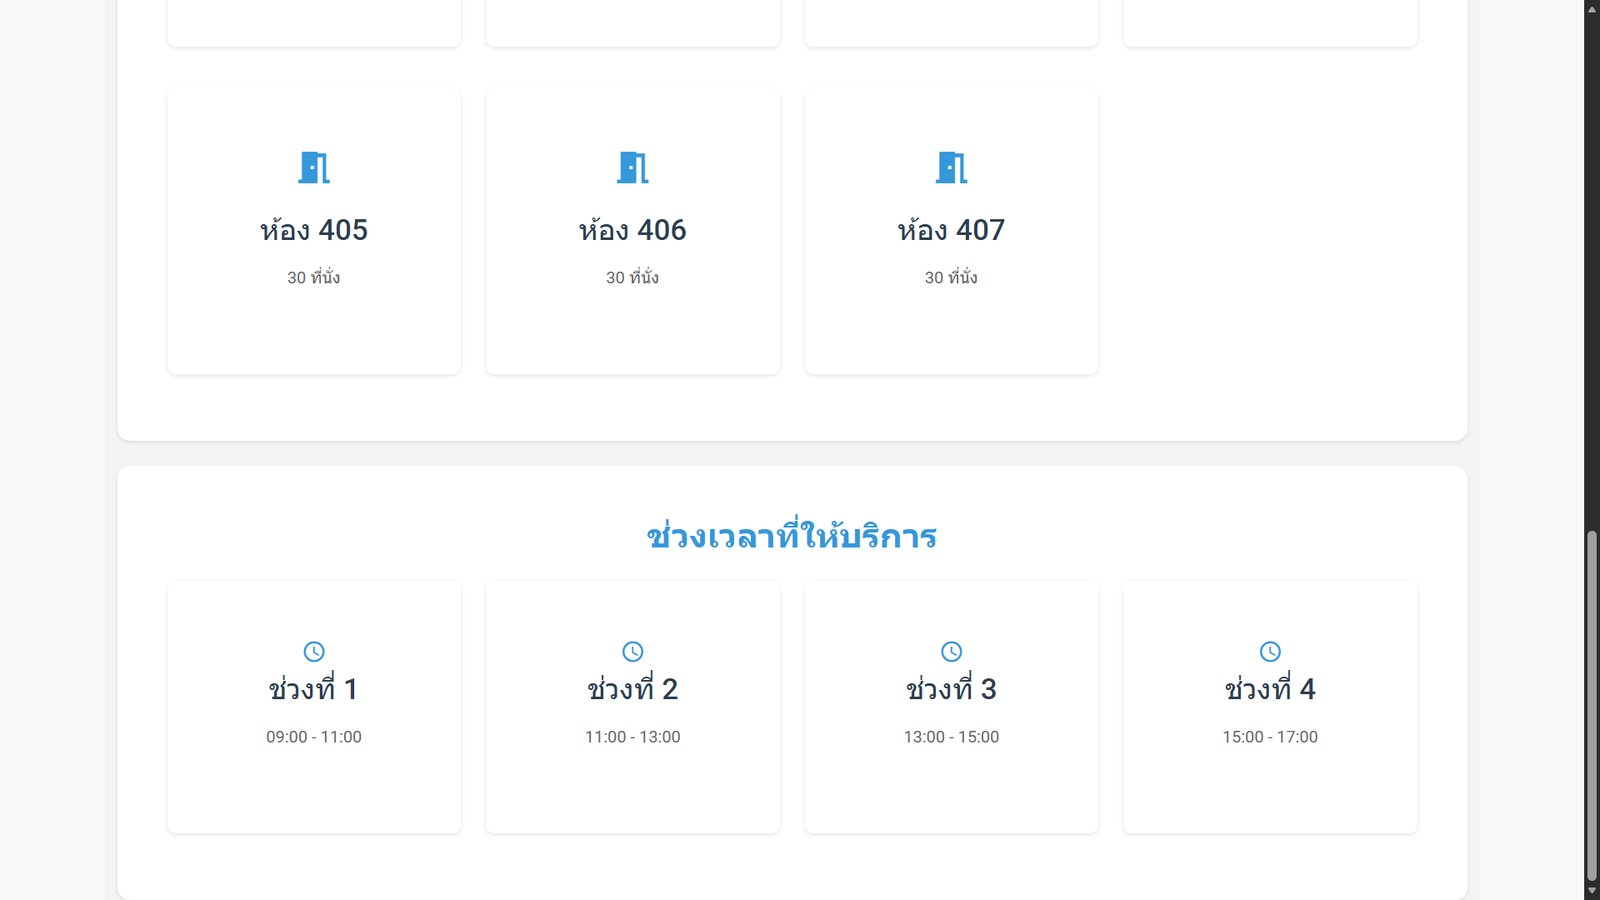 ห้อง 405
30 ที่นั่ง
ห้อง 406
30 ที่นั่ง
ห้อง 407
30 ที่นั่ง
ช่วงเวลาที่ให้บริการ
ช่วงที่ 1
09:00 - 11:00
ช่วงที่ 2
11:00 - 13:00
ช่วงที่ 3
13:00 - 15:00
ช่วงที่ 4
15:00 - 17:00